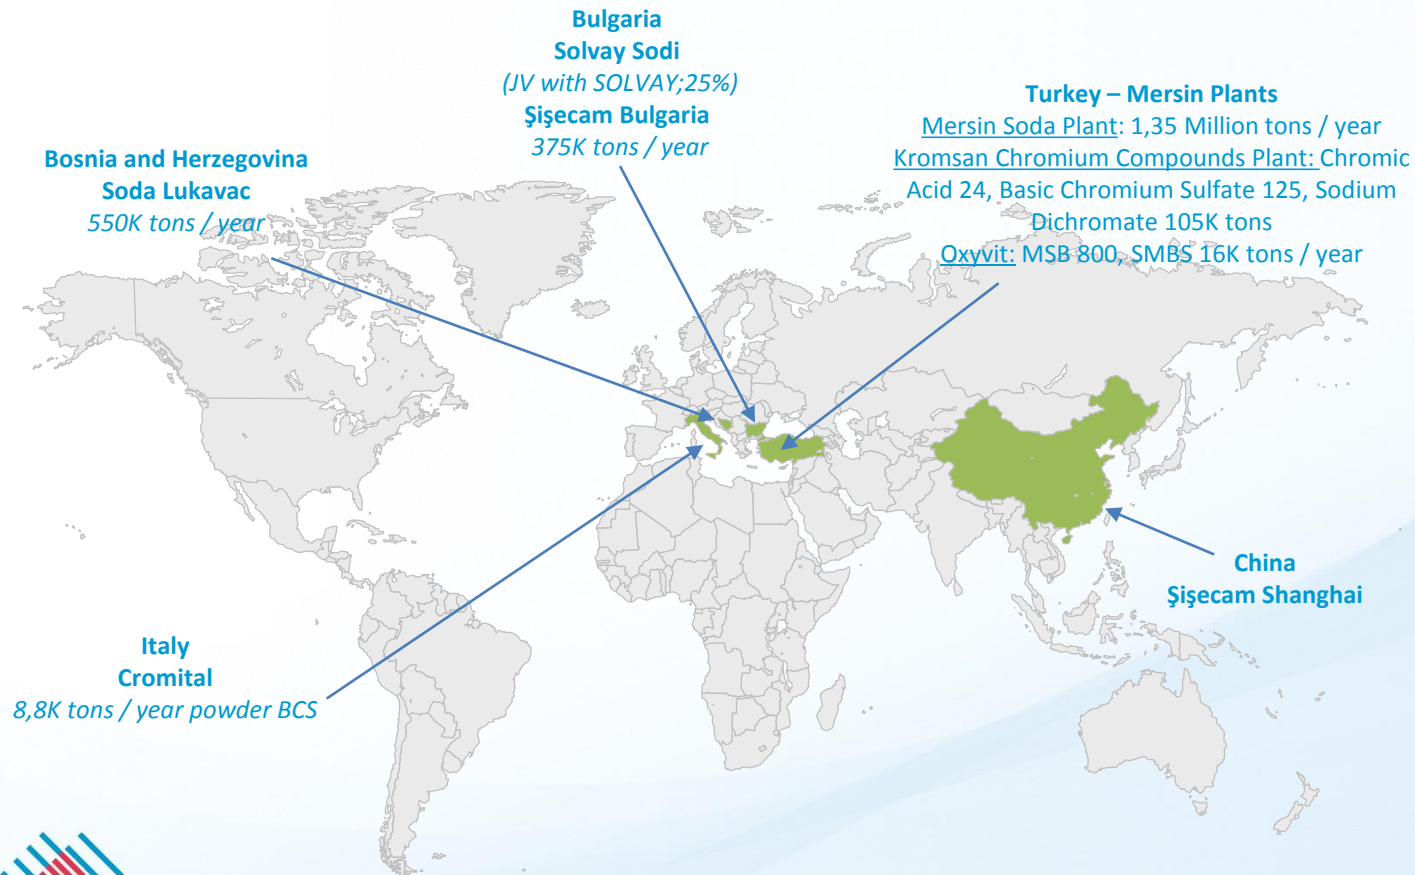 Bulgaria
Solvay Sodi
(JV with SOLVAY;25%)
Şişecam Bulgaria
375K tons / year
Turkey – Mersin Plants
Mersin Soda Plant: 1,35 Million tons / year
Kromsan Chromium Compounds Plant: Chromic
Acid 24, Basic Chromium Sulfate 125, Sodium
Dichromate 105K tons
Oxyvit: MSB 800, SMBS 16K tons / year
Bosnia and Herzegovina
Soda Lukavac
550K tons / year
China
Şişecam Shanghai
Italy
Cromital
8,8K tons / year powder BCS